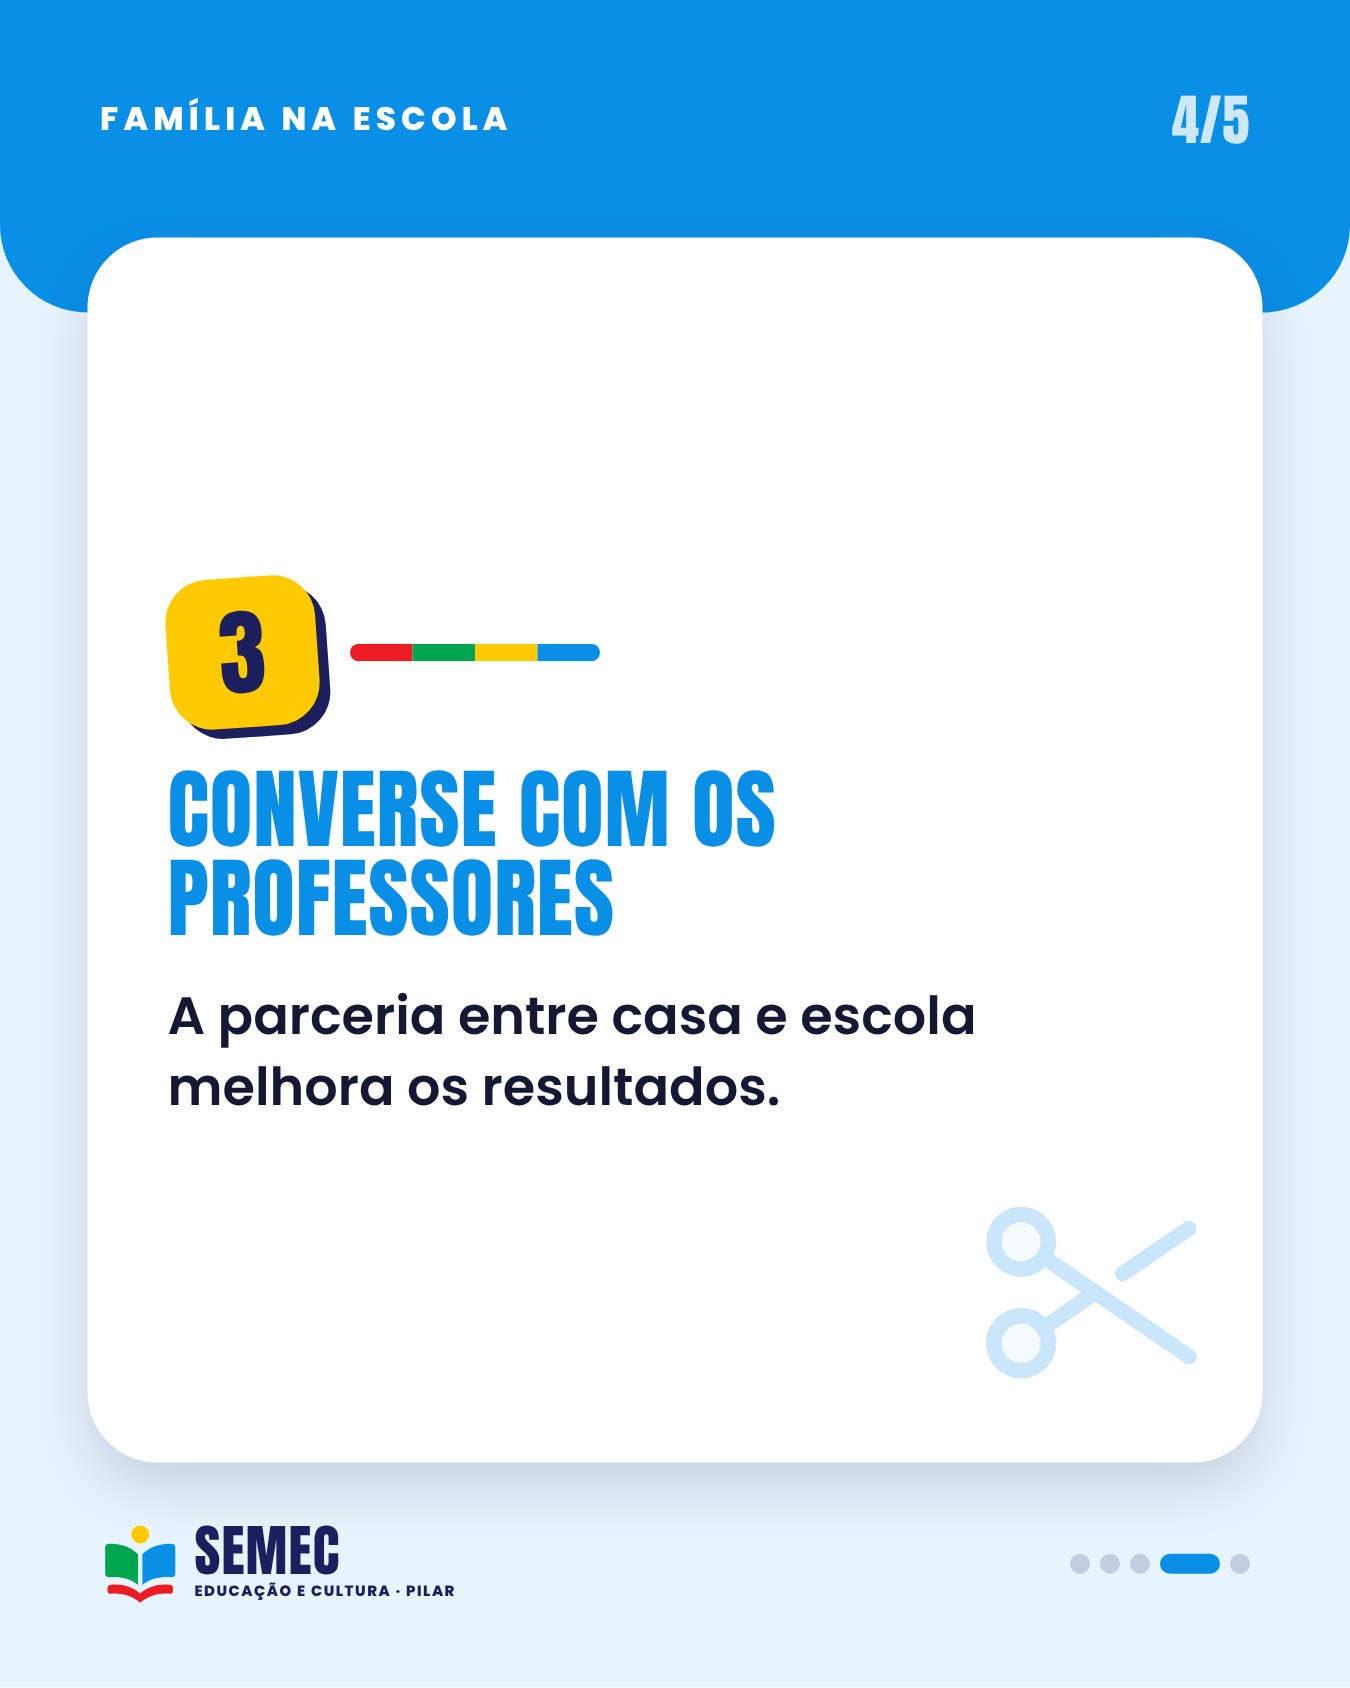 FAMÍLIA NA ESCOLA
4/5
3
CONVERSE COM OS
PROFESSORES
A parceria entre casa e escola
melhora os resultados.
SEMEC
EDUCAÇÃO E CULTURA · PILAR